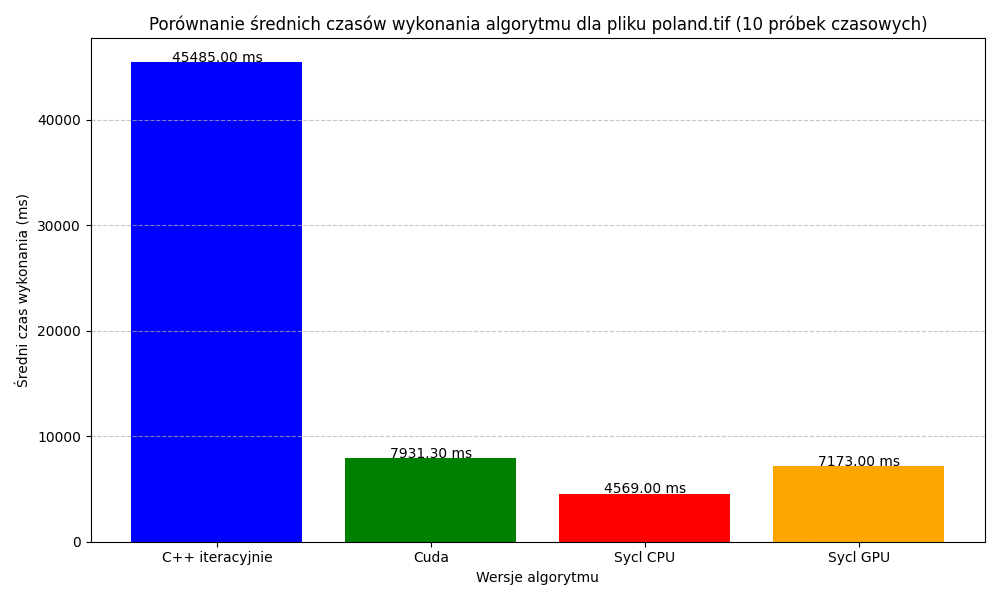 Porównanie średnich czasów wykonania algorytmu dla pliku poland.tif (10 próbek czasowych)
45485.00 ms
40000
30000
20000
10000
0
Średni czas wykonania (ms)
7931.30 ms
4569.00 ms
7173.00 ms
C++ iteracyjnie
Cuda
Sycl CPU
Sycl GPU
Wersje algorytmu